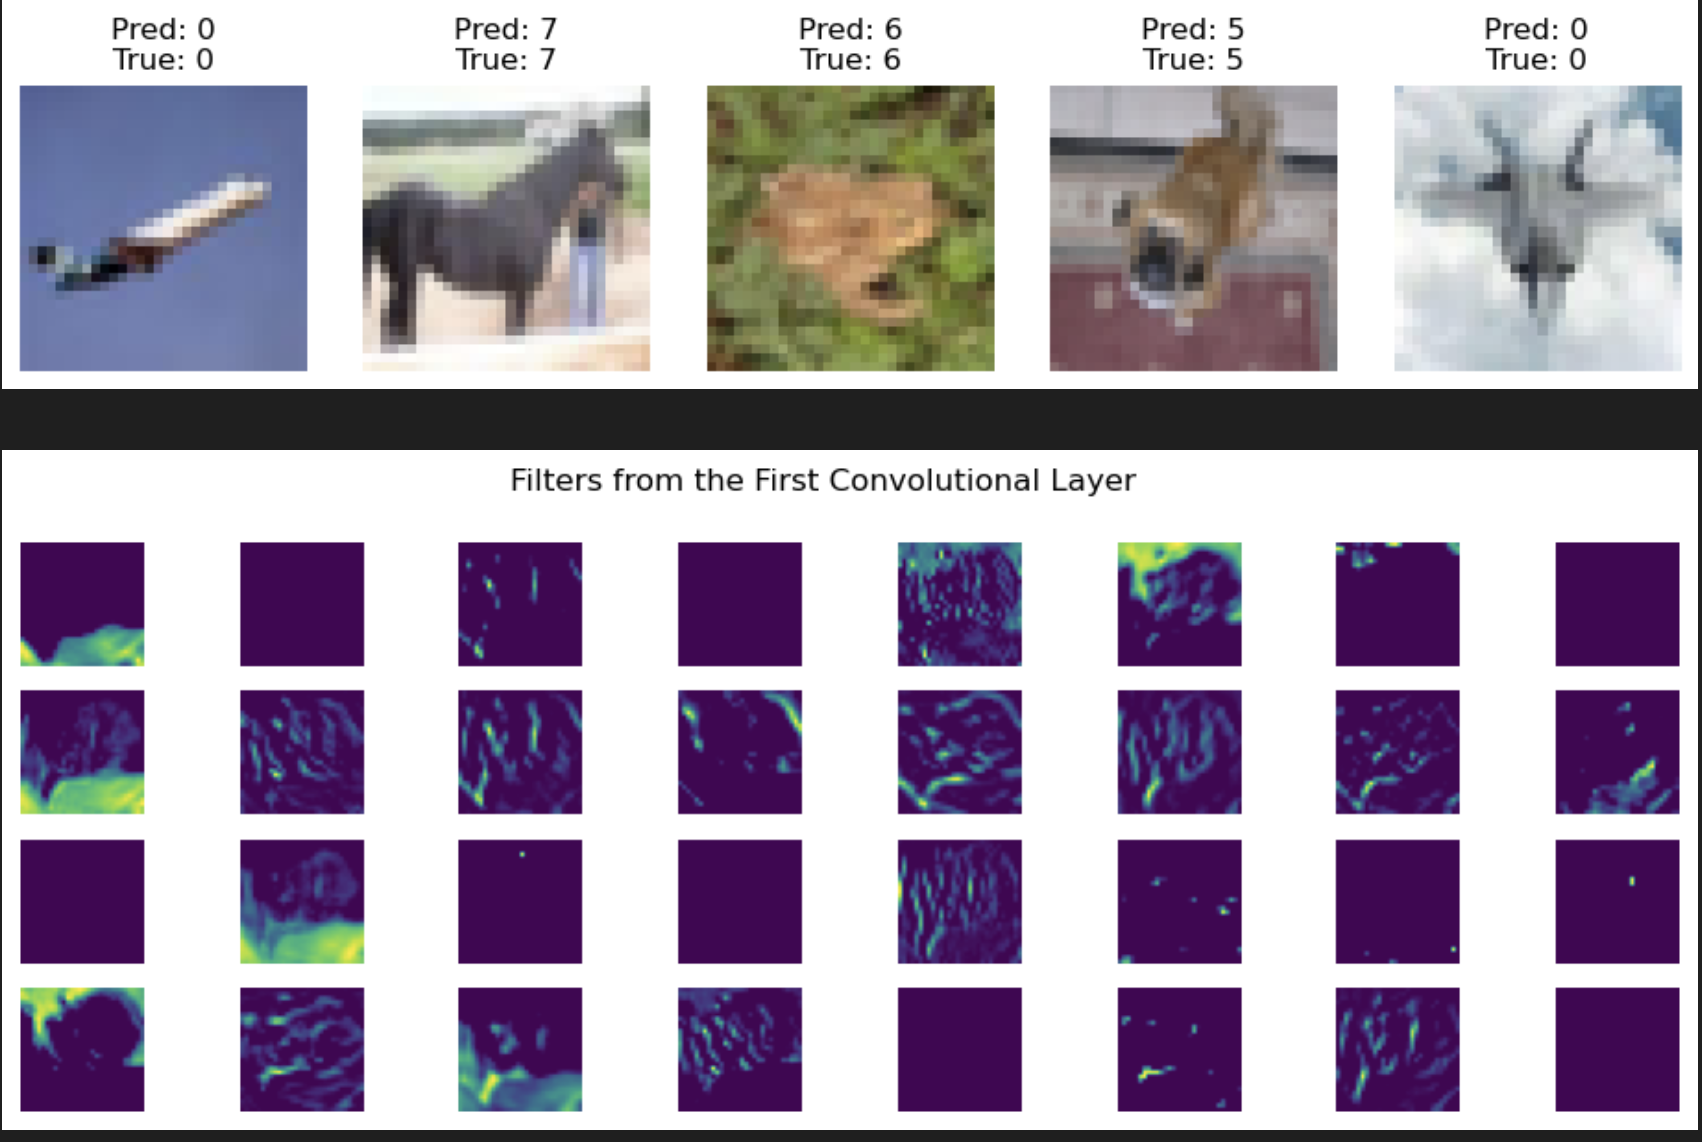 Pred: 0
True: 0
Pred: 7
True: 7
Pred: 6
True: 6
Pred: 5
True: 5
Pred: 0
True: 0
Filters from the First Convolutional Layer